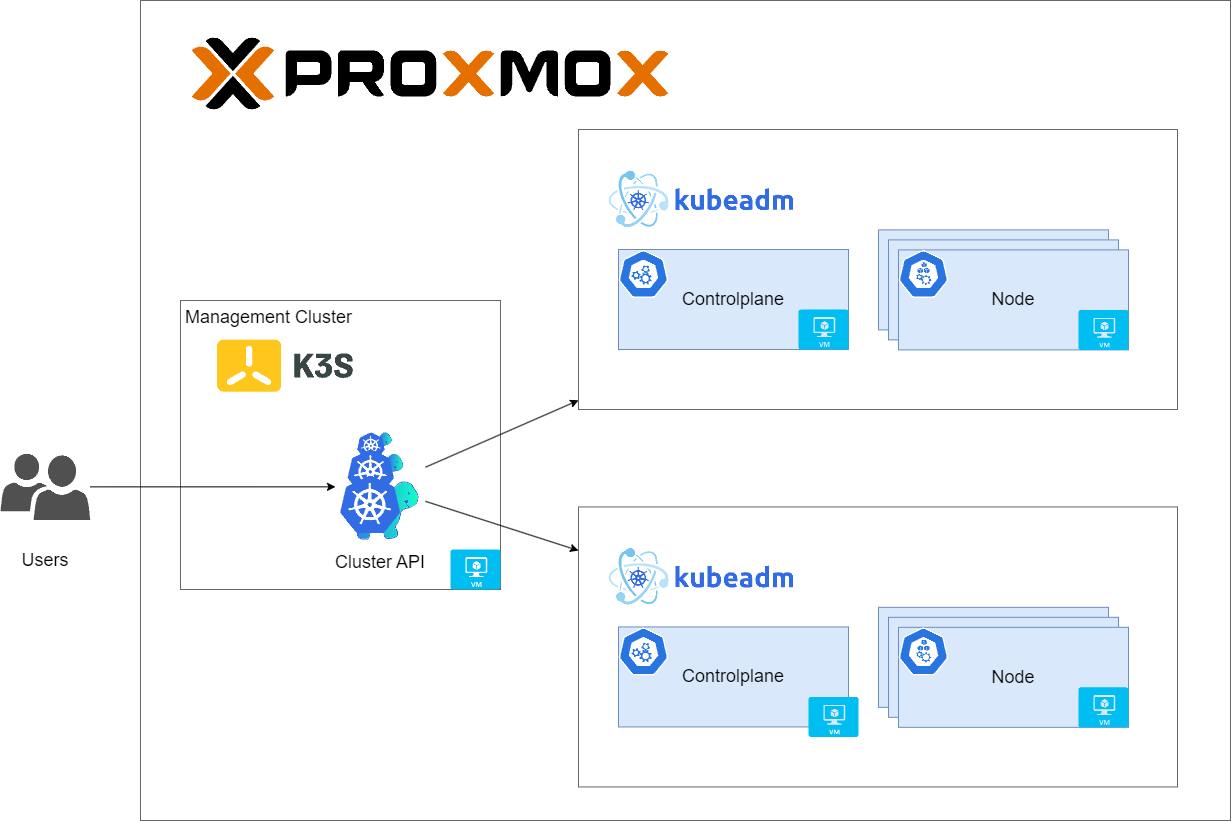 PROXMOX
Management Cluster
K3S
Cluster API
VM
Users
kubeadm
Controlplane
VM
Node
VM
kubeadm
Controlplane
VM
Node
VM